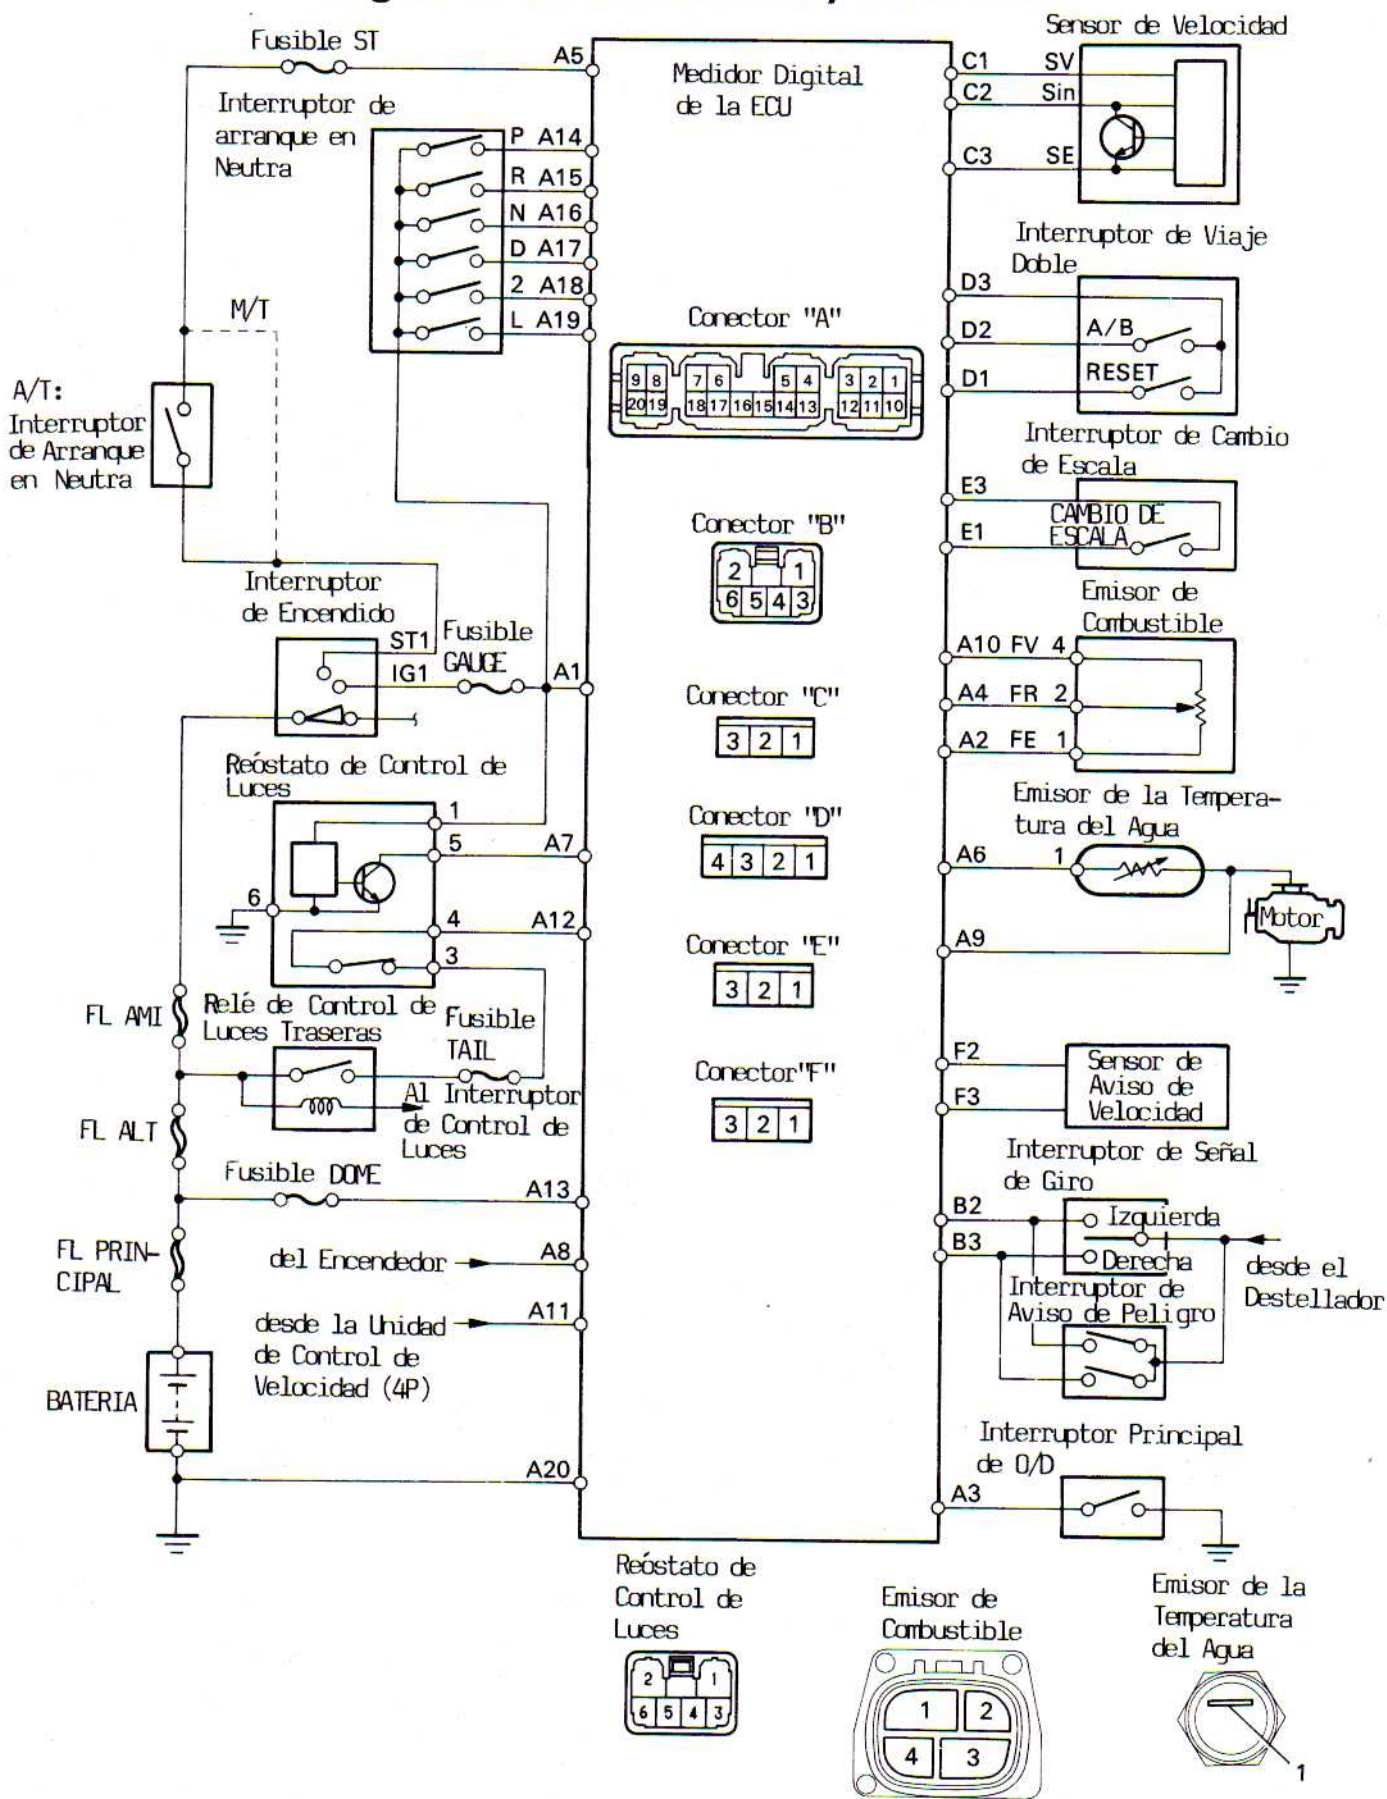 Sensor de Velocidad
Fusible ST
A5
Medidor Digital
de la ECU
C1 SV
C2 Sin
C3 SE
Interruptor de
arranque en
Neutra
P A14
R A15
N A16
D A17
2 A18
L A19
Interruptor de Viaje
Doble
D3
D2 A/B
D1 RESET
M/T
Conector "A"
9 8 7 6 5 4 3 2 1
20 19 18 17 16 15 14 13 12 11 10
A/T:
Interruptor
de Arranque
en Neutra
Interruptor de Cambio
de Escala
E3
CAMBIO DE
ESCALA
E1
Conector "B"
2 1
6 5 4 3
Interruptor
de Encendido
ST1
IG1
Fusible
GAUGE
A1
Emisor de
Combustible
A10 FV 4
A4 FR 2
A2 FE 1
Conector "C"
3 2 1
Reóstato de Control de
Luces
1
5
A7
6
4
A12
3
Conector "D"
4 3 2 1
Emisor de la Tempera-
tura del Agua
A6 1
A9
Motor
Conector "E"
3 2 1
FL AMI
Relé de Control de
Luces Traseras
Fusible
TAIL
Al Interruptor
de Control de
Luces
Conector "F"
3 2 1
F2
F3
Sensor de
Aviso de
Velocidad
FL ALT
Fusible DOME
A13
Interruptor de Señal
de Giro
B2
Izquierda
B3
Derecha
desde el
Destellador
Interruptor de
Aviso de Peligro
FL PRIN-
CIPAL
del Encendedor
A8
desde la Unidad
de Control de
Velocidad (4P)
A11
BATERIA
A20
Interruptor Principal
de O/D
A3
Reóstato de
Control de
Luces
2 1
6 5 4 3
Emisor de
Combustible
1 2
4 3
Emisor de la
Temperatura
del Agua
1